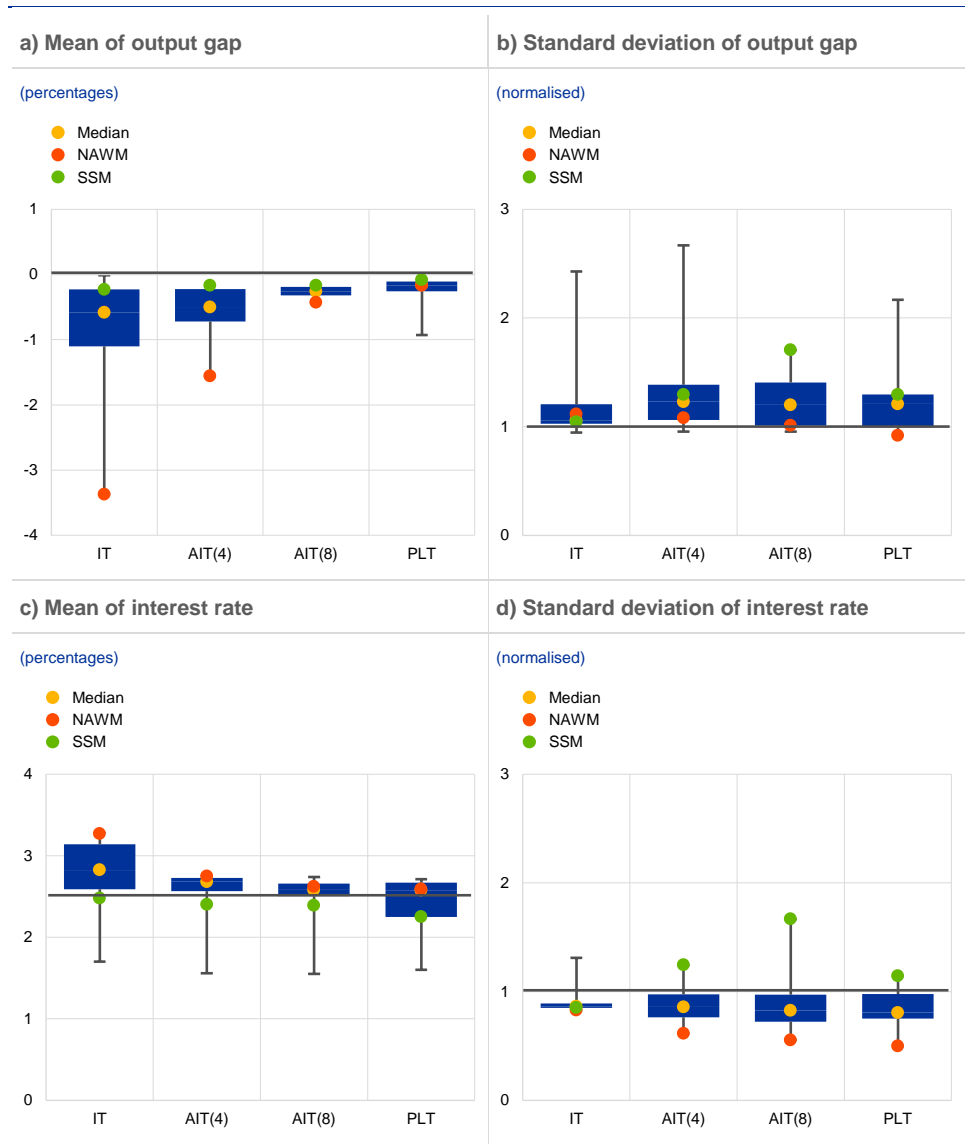 a) Mean of output gap
(percentages)
Median
NAWM
SSM
1
0
-1
-2
-3
-4
IT
AIT(4)
AIT(8)
PLT
b) Standard deviation of output gap
(normalised)
Median
NAWM
SSM
3
2
1
0
IT
AIT(4)
AIT(8)
PLT
c) Mean of interest rate
(percentages)
Median
NAWM
SSM
4
3
2
1
0
IT
AIT(4)
AIT(8)
PLT
d) Standard deviation of interest rate
(normalised)
Median
NAWM
SSM
3
2
1
0
IT
AIT(4)
AIT(8)
PLT